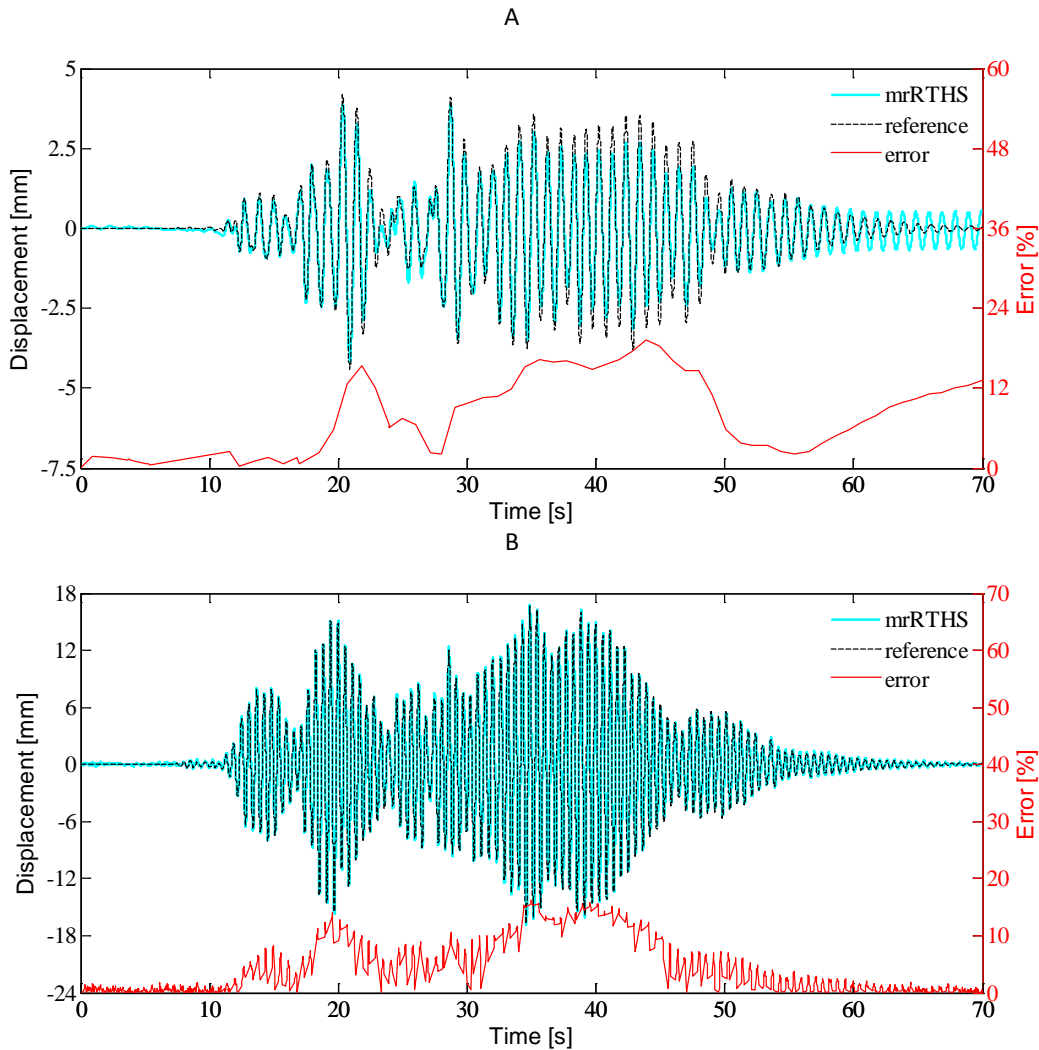 A
5
2.5
0
-2.5
-5
-7.5
Displacement [mm]
60
48
36
24
12
0
Error [%]
mrRTHS
reference
error
0 10 20 30 40 50 60 70
Time [s]
B
18
12
6
0
-6
-12
-18
-24
Displacement [mm]
70
60
50
40
30
20
10
0
Error [%]
mrRTHS
reference
error
0 10 20 30 40 50 60 70
Time [s]